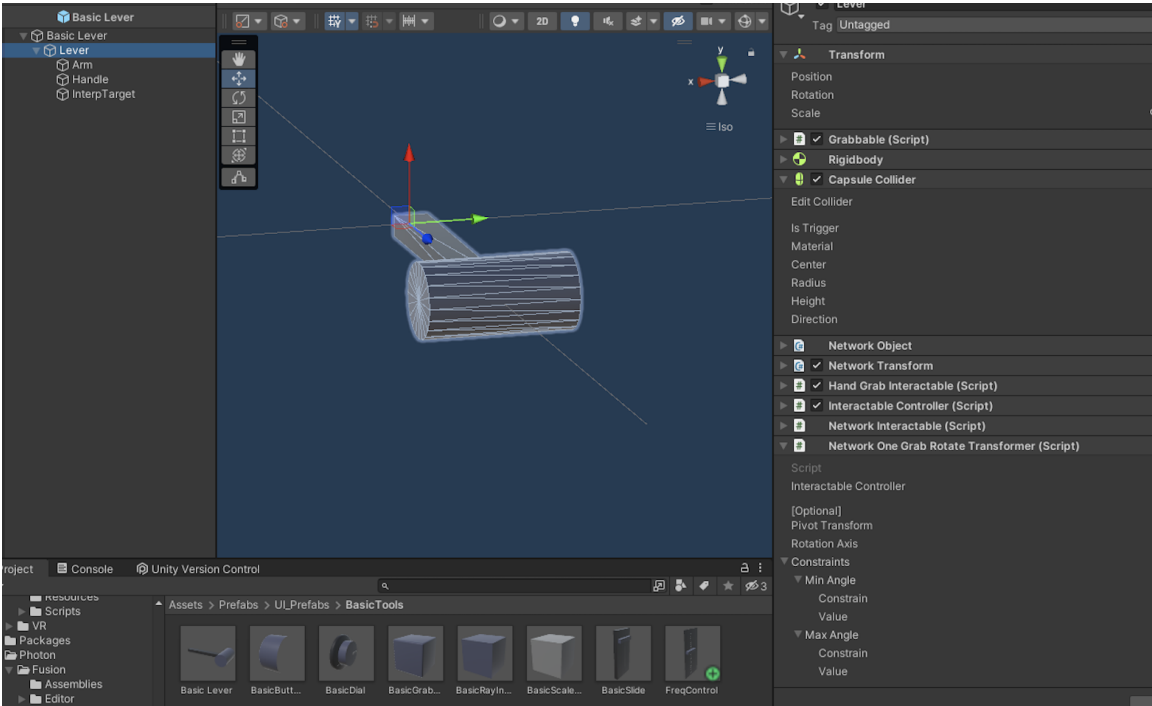 Basic Lever
Basic Lever
Lever
Arm
Handle
InterpTarget
2D
y
x
Iso
Lever
Tag Untagged
Transform
Position
Rotation
Scale
Grabbable (Script)
Rigidbody
Capsule Collider
Edit Collider
Is Trigger
Material
Center
Radius
Height
Direction
Network Object
Network Transform
Hand Grab Interactable (Script)
Interactable Controller (Script)
Network Interactable (Script)
Network One Grab Rotate Transformer (Script)
Script
Interactable Controller
[Optional]
Pivot Transform
Rotation Axis
Constraints
Min Angle
Constrain
Value
Max Angle
Constrain
Value
roject Console Unity Version Control
3
Resources
Scripts
VR
Packages
Photon
Fusion
Assemblies
Editor
Assets > Prefabs > UI_Prefabs > BasicTools
Basic Lever BasicButt... BasicDial BasicGrab... BasicRayIn... BasicScale... BasicSlide FreqControl